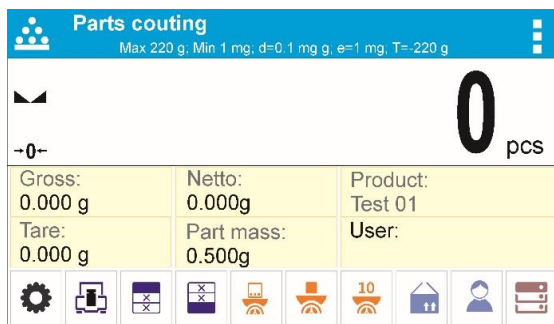 Parts couting
Max 220 g; Min 1 mg; d=0.1 mg g; e=1 mg; T=-220 g
0 pcs
→0←
Gross:
0.000 g
Netto:
0.000g
Product:
Test 01
Tare:
0.000 g
Part mass:
0.500g
User:
x
x
x
x
10